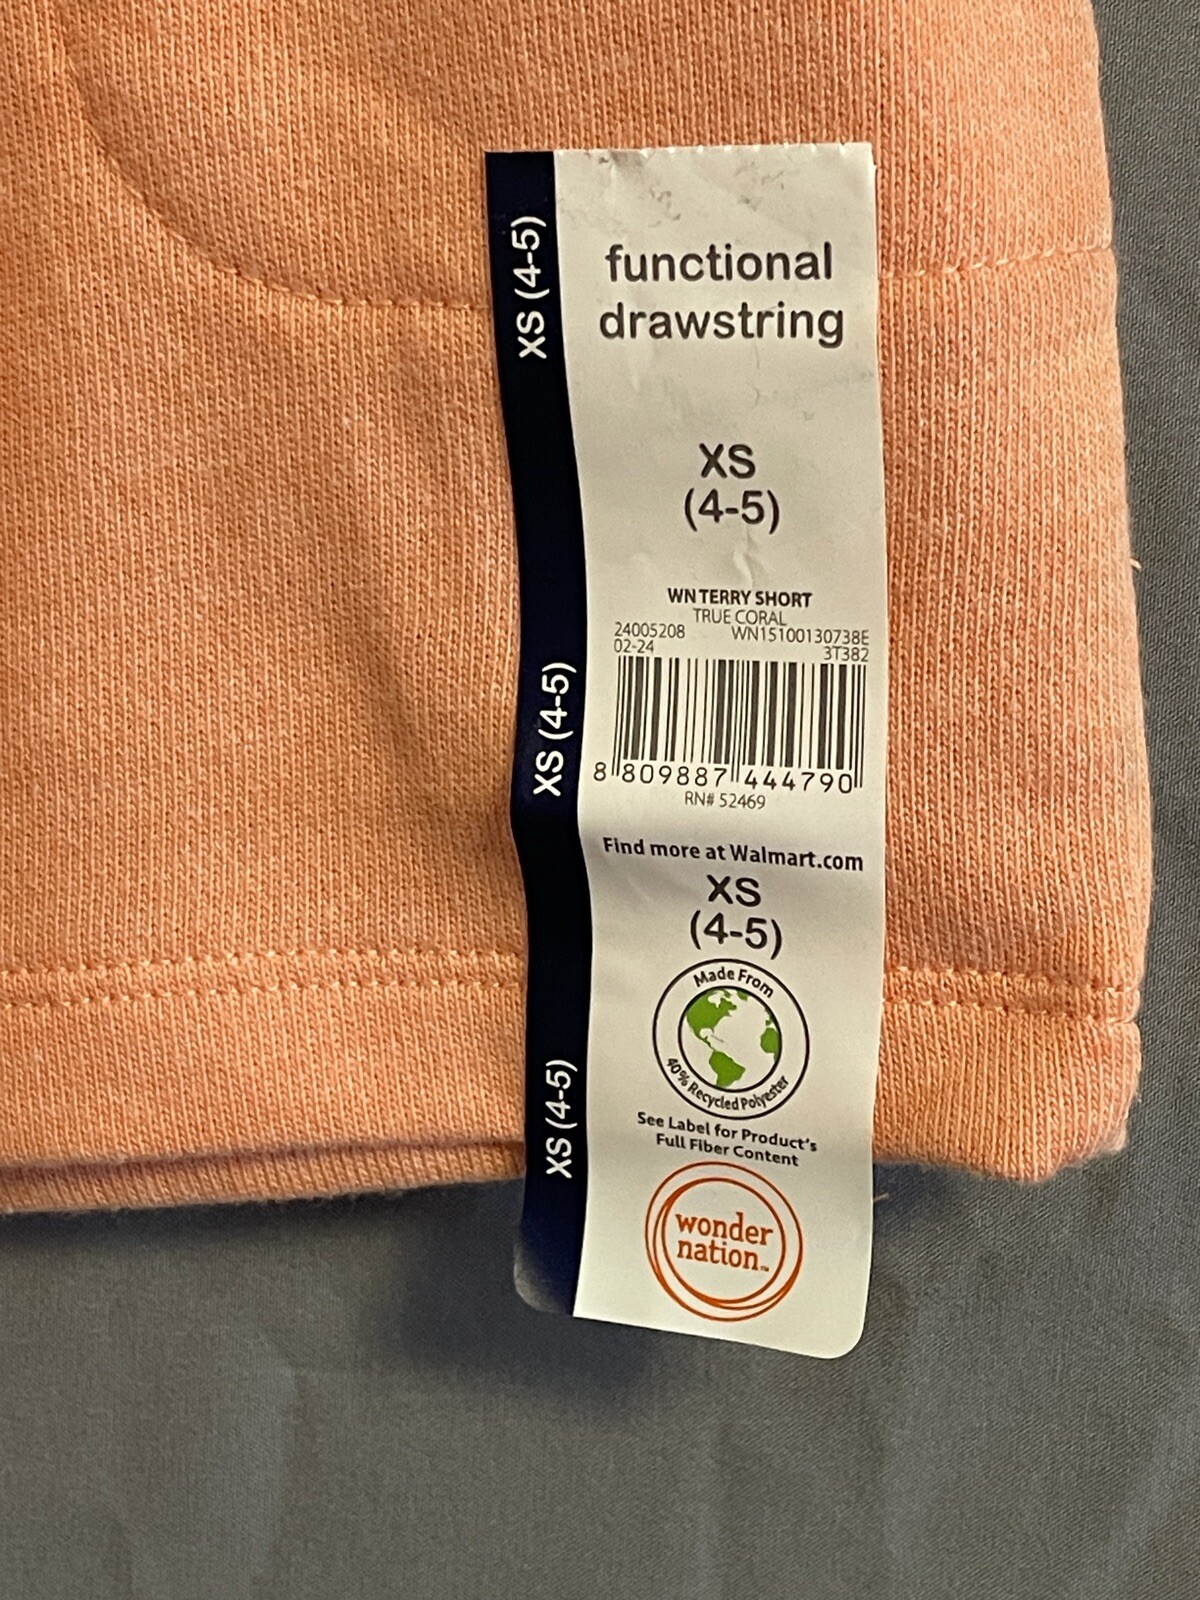 XS (4-5)
functional
drawstring
XS
(4-5)
WN TERRY SHORT
TRUE CORAL
24005208 WN15100130738E
02-24 3T382
XS (4-5)
8 809887 444790
RN# 52469
Find more at Walmart.com
XS
(4-5)
Made From
40% Recycled Polyester
XS (4-5)
See Label for Product's
Full Fiber Content
wonder
nation™